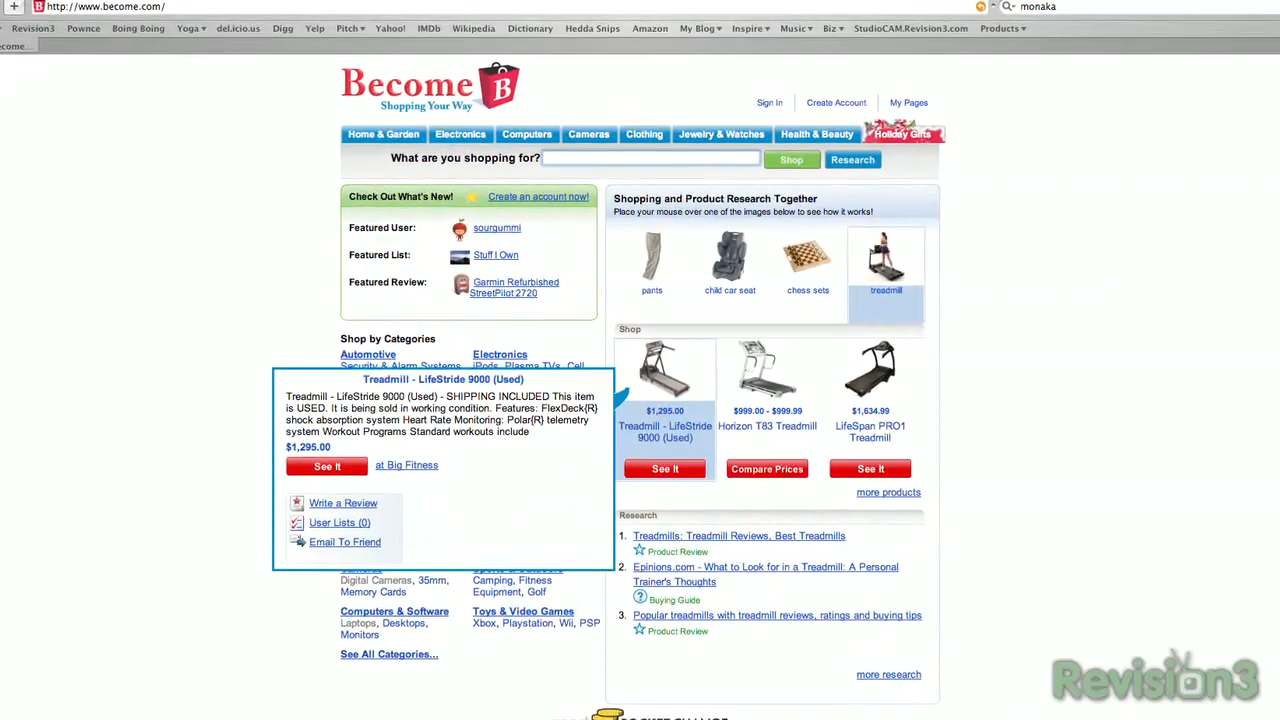 http://www.become.com/
monaka
Revision3 Pownce Boing Boing Yoga del.icio.us Digg Yelp Pitch Yahoo! IMDb Wikipedia Dictionary Hedda Snips Amazon My Blog Inspire Music Biz StudioCAM.Revision3.com Products
ecome...
Become B
Shopping Your Way
Sign In Create Account My Pages
Home & Garden Electronics Computers Cameras Clothing Jewelry & Watches Health & Beauty Holiday Gifts
What are you shopping for? Shop Research
Check Out What's New! Create an account now!
Featured User: sourgummi
Featured List: Stuff I Own
Featured Review: Garmin Refurbished
StreetPilot 2720
Shopping and Product Research Together
Place your mouse over one of the images below to see how it works!
pants child car seat chess sets treadmill
Shop by Categories
Automotive Electronics
Security & Alarm Systems iPods, Plasma TVs, Cell
Treadmill - LifeStride 9000 (Used)
Treadmill - LifeStride 9000 (Used) - SHIPPING INCLUDED This item
is USED. It is being sold in working condition. Features: FlexDeck{R}
shock absorption system Heart Rate Monitoring: Polar{R} telemetry
system Workout Programs Standard workouts include
$1,295.00
See It at Big Fitness
Write a Review
User Lists (0)
Email To Friend
Digital Cameras, 35mm, Camping, Fitness
Memory Cards Equipment, Golf
Computers & Software Toys & Video Games
Laptops, Desktops, Xbox, Playstation, Wii, PSP
Monitors
See All Categories...
Shop
$1,295.00 $999.00 - $999.99 $1,634.99
Treadmill - LifeStride Horizon T83 Treadmill LifeSpan PRO1
9000 (Used) Treadmill
See It Compare Prices See It
more products
Research
1. Treadmills: Treadmill Reviews, Best Treadmills
Product Review
2. Epinions.com - What to Look for in a Treadmill: A Personal
Trainer's Thoughts
Buying Guide
3. Popular treadmills with treadmill reviews, ratings and buying tips
Product Review
more research
Revision3